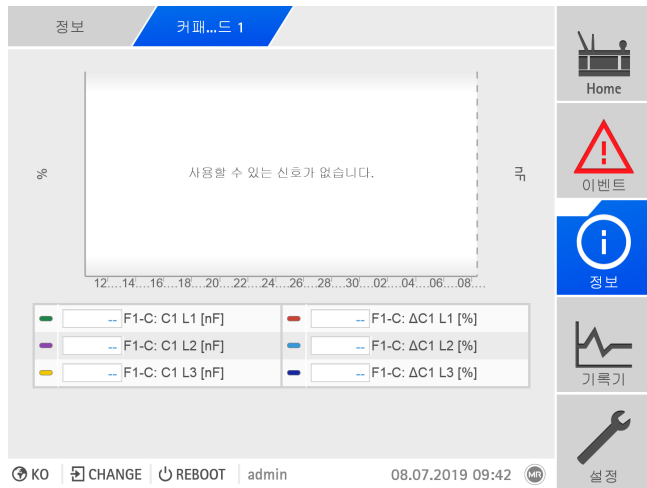 정보
커패...드 1
Home
%
사용할 수 있는 신호가 없습니다.
nF
이벤트
12....14....16....18....20....22....24....26....28....30....02....04....06....08....
정보
-- F1-C: C1 L1 [nF]
-- F1-C: ΔC1 L1 [%]
-- F1-C: C1 L2 [nF]
-- F1-C: ΔC1 L2 [%]
-- F1-C: C1 L3 [nF]
-- F1-C: ΔC1 L3 [%]
기록기
KO
CHANGE
REBOOT
admin
08.07.2019 09:42
MR
설정